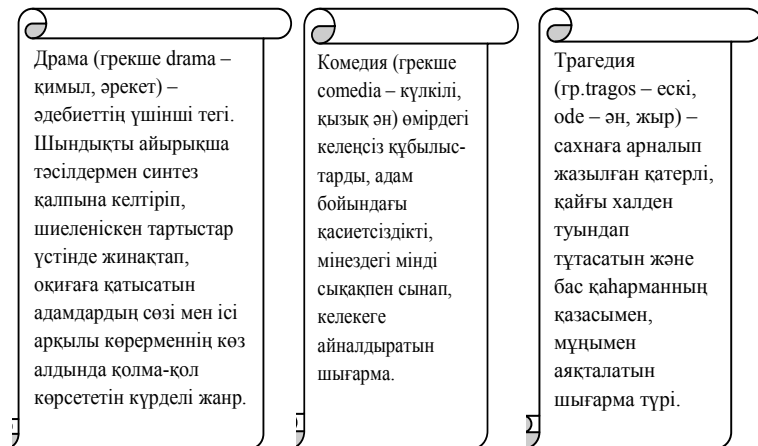 Драма (грекше drama –
қимыл, әрекет) –
әдебиеттің үшінші тегі.
Шындықты айырықша
тәсілдермен синтез
қалпына келтіріп,
шиеленіскен тартыстар
үстінде жинақтап,
оқиғаға қатысатын
адамдардың сөзі мен ісі
арқылы көрерменнің көз
алдында қолма-қол
көрсететін күрделі жанр.
Комедия (грекше
comedia – күлкілі,
қызық ән) өмірдегі
келеңсіз құбылыс-
тарды, адам
бойындағы
қасиетсіздікті,
мінездегі мінді
сықақпен сынап,
келекеге
айналдыратын
шығарма.
Трагедия
(гр.tragos – ескі,
ode – ән, жыр) –
сахнаға арналып
жазылған қатерлі,
қайғы халден
туындап
тұтасатын және
бас қаһарманның
қазасымен,
мұңымен
аяқталатын
шығарма түрі.